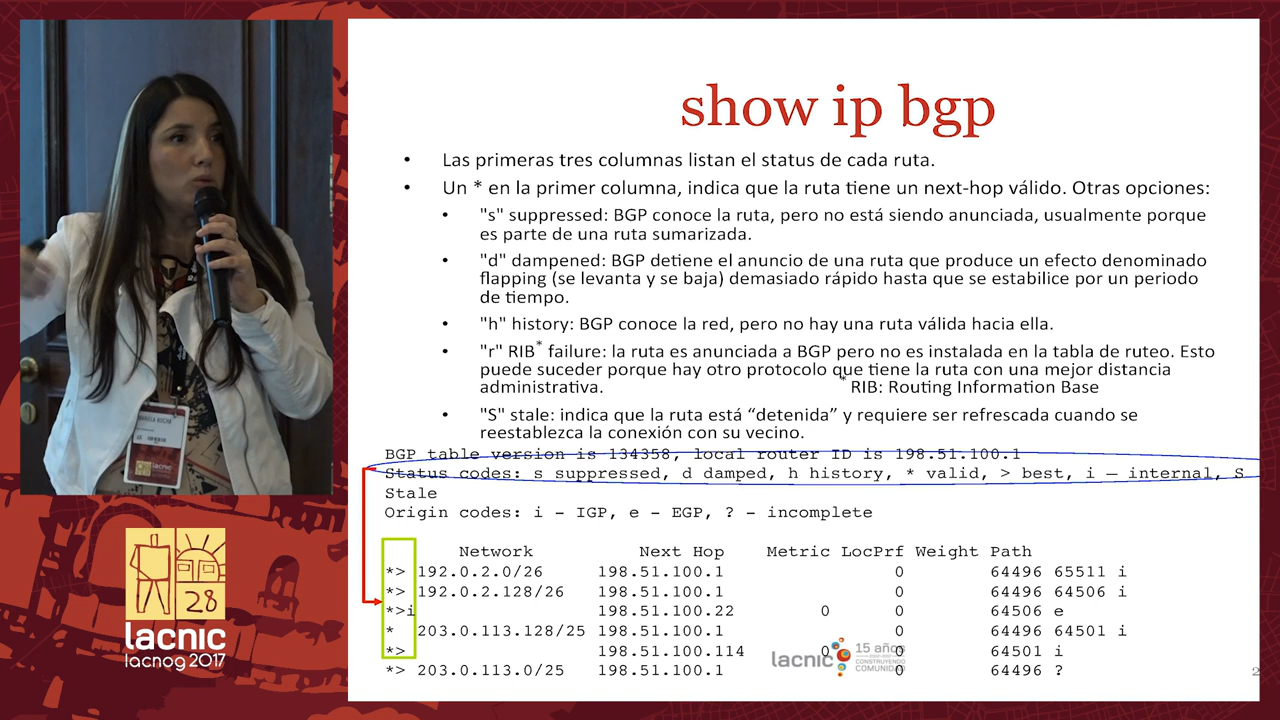 show ip bgp
• Las primeras tres columnas listan el status de cada ruta.
• Un * en la primer columna, indica que la ruta tiene un next-hop válido. Otras opciones:
• "s" suppressed: BGP conoce la ruta, pero no está siendo anunciada, usualmente porque
es parte de una ruta sumarizada.
• "d" dampened: BGP detiene el anuncio de una ruta que produce un efecto denominado
flapping (se levanta y se baja) demasiado rápido hasta que se estabilice por un periodo
de tiempo.
• "h" history: BGP conoce la red, pero no hay una ruta válida hacia ella.
• "r" RIB* failure: la ruta es anunciada a BGP pero no es instalada en la tabla de ruteo. Esto
puede suceder porque hay otro protocolo que tiene la ruta con una mejor distancia
administrativa.
* RIB: Routing Information Base
• "S" stale: indica que la ruta está “detenida” y requiere ser refrescada cuando se
reestablezca la conexión con su vecino.
BGP table version is 134358, local router ID is 198.51.100.1
Status codes: s suppressed, d damped, h history, * valid, > best, i – internal, S
Stale
Origin codes: i - IGP, e - EGP, ? - incomplete
Network Next Hop Metric LocPrf Weight Path
*> 192.0.2.0/26 198.51.100.1 0 64496 65511 i
*> 192.0.2.128/26 198.51.100.1 0 64496 64506 i
*>i 198.51.100.22 0 0 64506 e
* 203.0.113.128/25 198.51.100.1 0 64496 64501 i
*> 198.51.100.114 0 0 64501 i
*> 203.0.113.0/25 198.51.100.1 0 64496 ?
lacnic
15 años
CONSTRUYENDO
COMUNIDAD
2
28
lacnic
lacnog 2017
lacnic